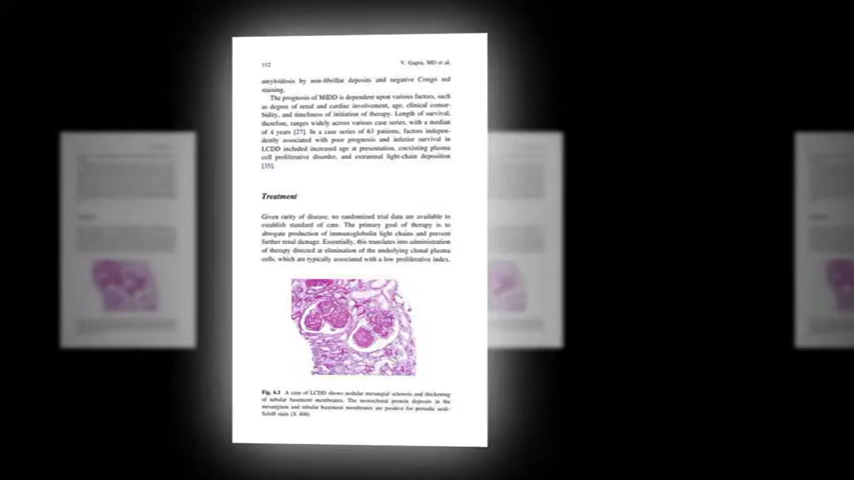 112
V. Gupta, MD et al.
amyloidosis by non-fibrillar deposits and negative Congo red
staining.
The prognosis of MIDD is dependent upon various factors, such
as degree of renal and cardiac involvement, age, clinical comor-
bidity, and timeliness of initiation of therapy. Length of survival,
therefore, ranges widely across various case series, with a median
of 4 years [27]. In a case series of 63 patients, factors indepen-
dently associated with poor prognosis and inferior survival in
LCDD included increased age at presentation, coexisting plasma
cell proliferative disorder, and extrarenal light-chain deposition
[35].
Treatment
Given rarity of disease, no randomized trial data are available to
establish standard of care. The primary goal of therapy is to
abrogate production of immunoglobulin light chains and prevent
further renal damage. Essentially, this translates into administration
of therapy directed at elimination of the underlying clonal plasma
cells, which are typically associated with a low proliferative index.
Fig. 6.3 A case of LCDD shows nodular mesangial sclerosis and thickening
of tubular basement membranes. The monoclonal protein deposits in the
mesangium and tubular basement membranes are positive for periodic acid–
Schiff stain (X 400)